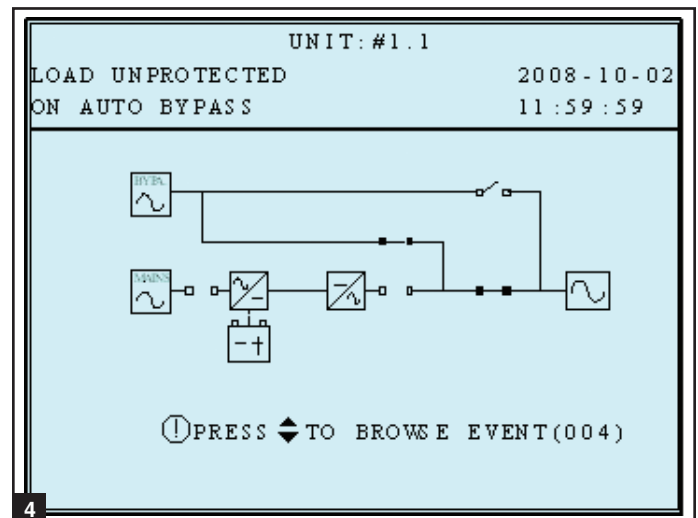 UNIT:#1.1
LOAD UNPROTECTED 2008-10-02
ON AUTO BYPASS 11:59:59
BYPA.
MAINS
PRESS TO BROWSE EVENT(004)
4